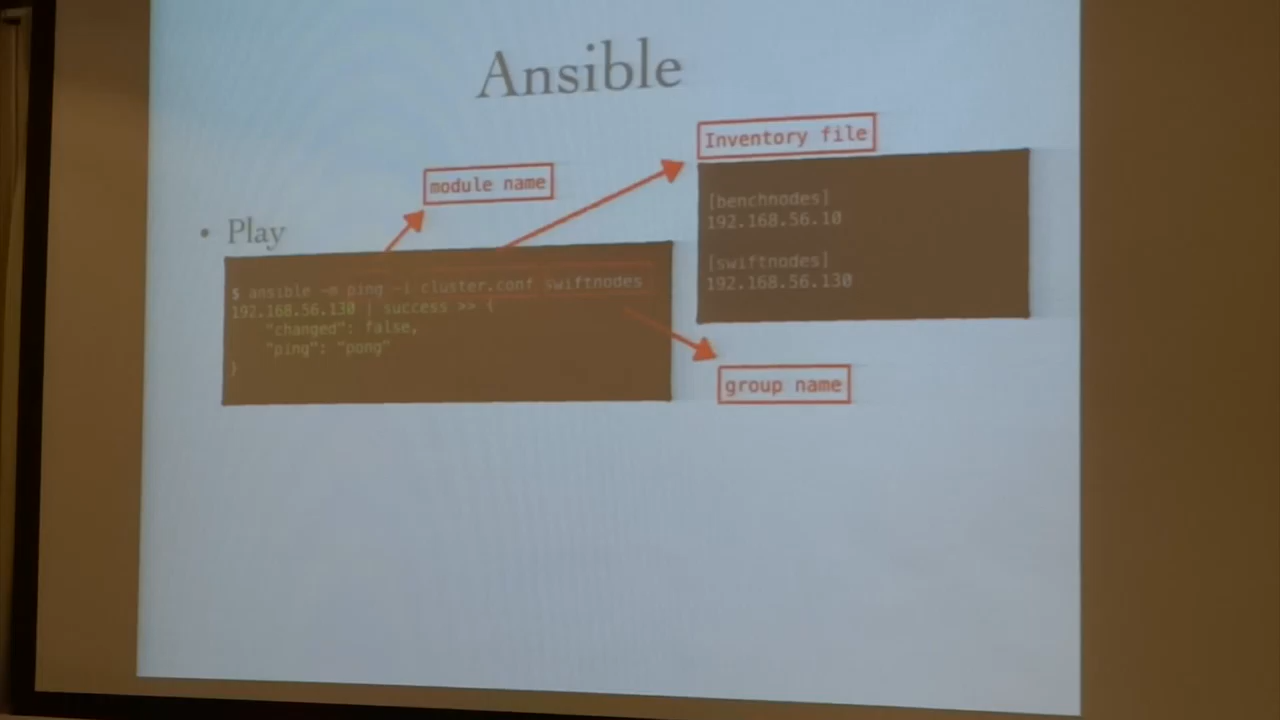 Ansible
Inventory file
module name
• Play
$ ansible -m ping -i cluster.conf swiftnodes
192.168.56.130 | success >> {
"changed": false,
"ping": "pong"
}
[benchnodes]
192.168.56.10
[swiftnodes]
192.168.56.130
group name